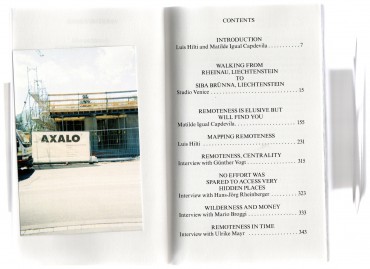 AXALO
CONTENTS
INTRODUCTION
Luis Hilti and Matilde Igual Capdevila . . . . . . . . . . . 7
WALKING FROM
RHEINAU, LIECHTENSTEIN
TO
SIBA BRÜNNA, LIECHTENSTEIN
Studio Ventee . . . . . . . . . . . . . . . . . . . . . . . 15
REMOTENESS IS ELUSIVE BUT
WILL FIND YOU
Matilde Igual Capdevila. . . . . . . . . . . . . . . . . . 155
MAPPING REMOTENESS
Luis Hilti . . . . . . . . . . . . . . . . . . . . . . . . . 231
REMOTENESS, CENTRALITY
Interview with Günther Vogt . . . . . . . . . . . . . . 315
NO EFFORT WAS
SPARED TO ACCESS VERY
HIDDEN PLACES
Interview with Hans-Jörg Rheinberger . . . . . . . . 323
WILDERNESS AND MONEY
Interview with Mario Broggi . . . . . . . . . . . . . . 333
REMOTENESS IN TIME
Interview with Ulrike Mayr . . . . . . . . . . . . . . . 343